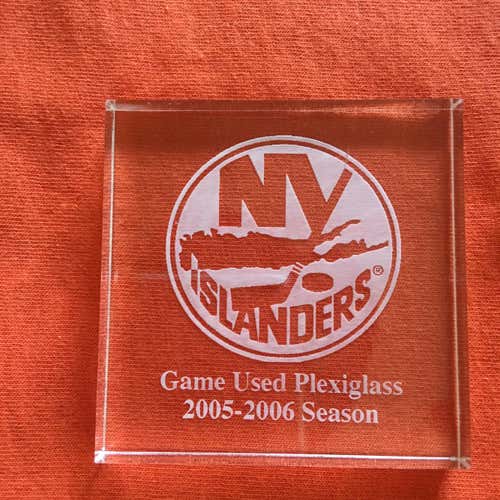 NY
ISLANDERS®
Game Used Plexiglass
2005-2006 Season